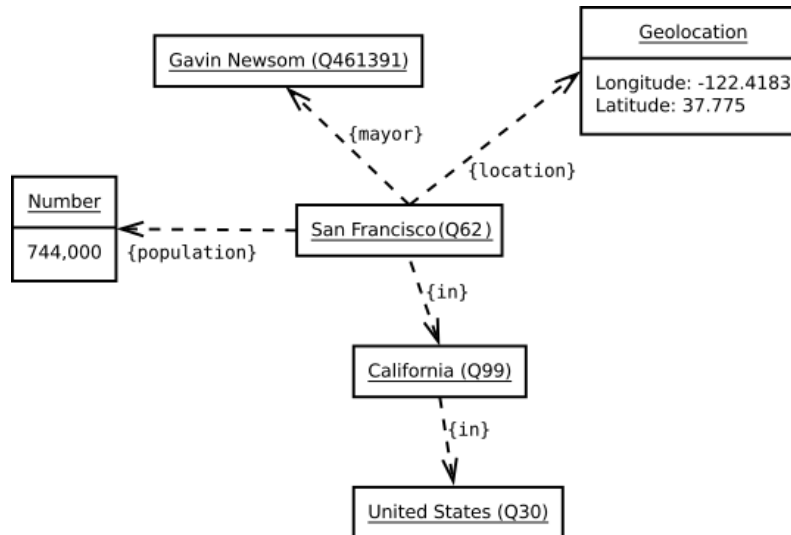 Gavin Newsom (Q461391)
Geolocation
Longitude: -122.4183
Latitude: 37.775
{mayor}
{location}
Number
744,000
{population}
San Francisco(Q62)
{in}
California (Q99)
{in}
United States (Q30)